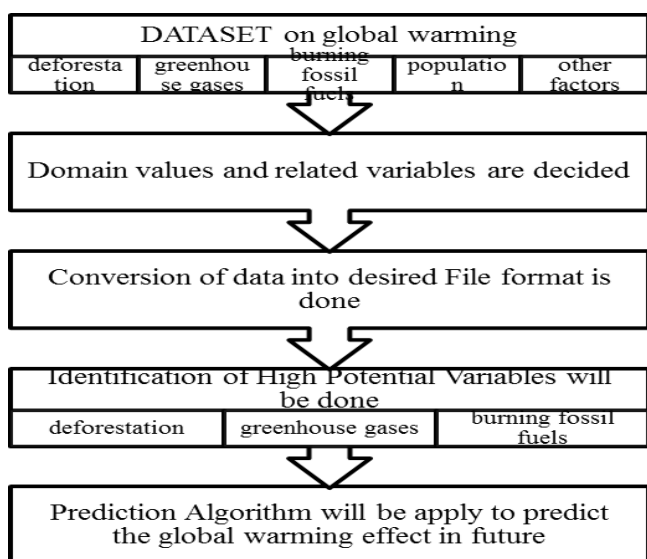 DATASET on global warming
deforesta
tion
greenhou
se gases
burning
fossil
fuels
populatio
n
other
factors
Domain values and related variables are decided
Conversion of data into desired File format is
done
Identification of High Potential Variables will
be done
deforestation
greenhouse gases
burning fossil
fuels
Prediction Algorithm will be apply to predict
the global warming effect in future